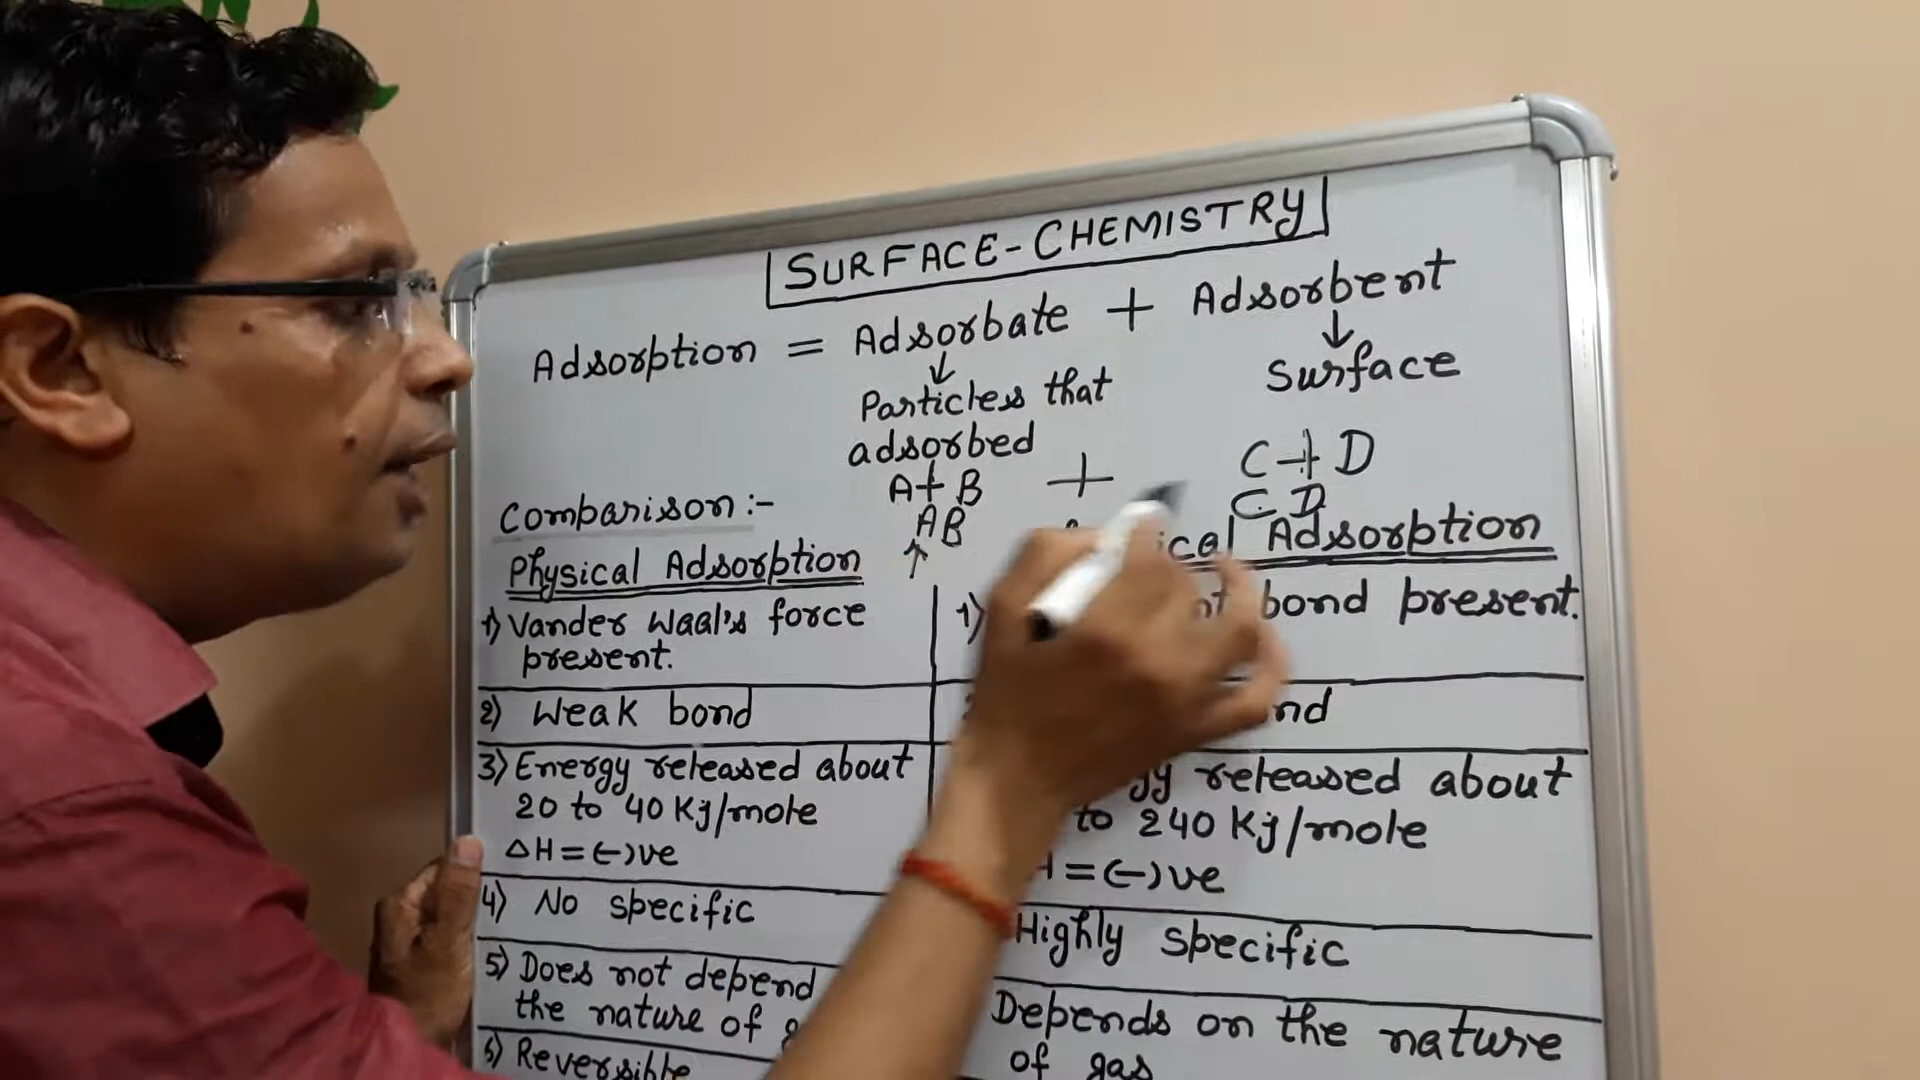 SURFACE-CHEMISTRY
Adsorption = Adsorbate + Adsorbent
↓ ↓
Particles that Surface
adsorbed
A+B + C+D
AB CD
↑
Comparison:-
Physical Adsorption
1) Vander Waal's force
present.
2) Weak bond
3) Energy released about
20 to 40 Kj/mole
ΔH=(-)ve
4) No specific
5) Does not depend
the nature of
6) Reversible
Adsorption
1) bond present.
released about
to 240 Kj/mole
=(-)ve
Highly specific
Depends on the nature
of gas